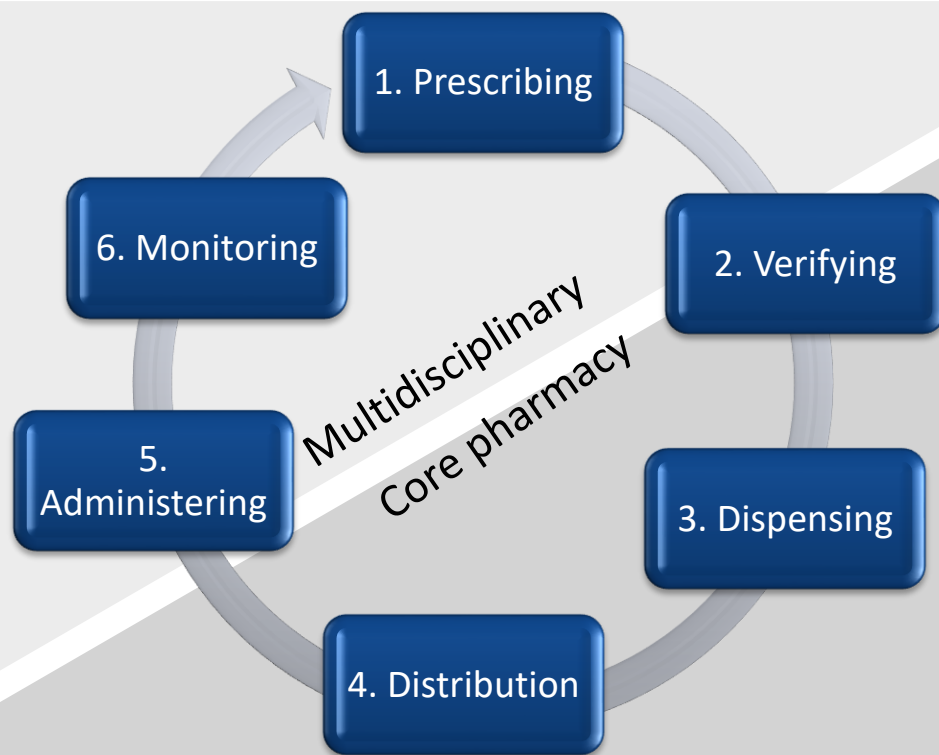 1. Prescribing
2. Verifying
3. Dispensing
4. Distribution
5.
Administering
6. Monitoring
Multidisciplinary
Core pharmacy